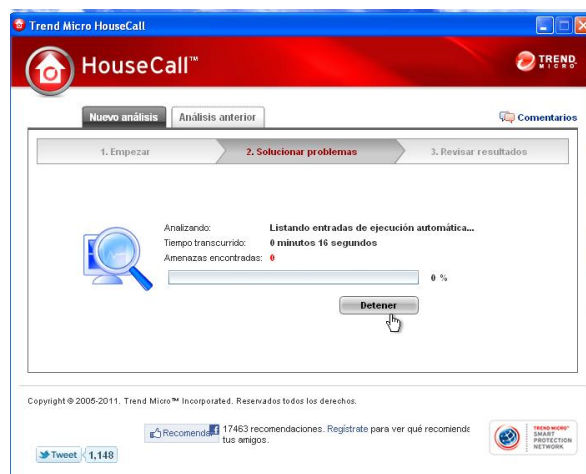 Trend Micro HouseCall
HouseCall™
TREND MICRO
Nuevo análisis
Análisis anterior
Comentarios
1. Empezar
2. Solucionar problemas
3. Revisar resultados
Analizando: Listando entradas de ejecución automática...
Tiempo transcurrido: 0 minutos 16 segundos
Amenazas encontradas: 0
0 %
Detener
Copyright © 2005-2011. Trend Micro™ Incorporated. Reservados todos los derechos.
Recomendar 17463 recomendaciones. Regístrate para ver qué recomiendan
tus amigos.
Tweet 1,148
TREND MICRO™
SMART
PROTECTION
NETWORK